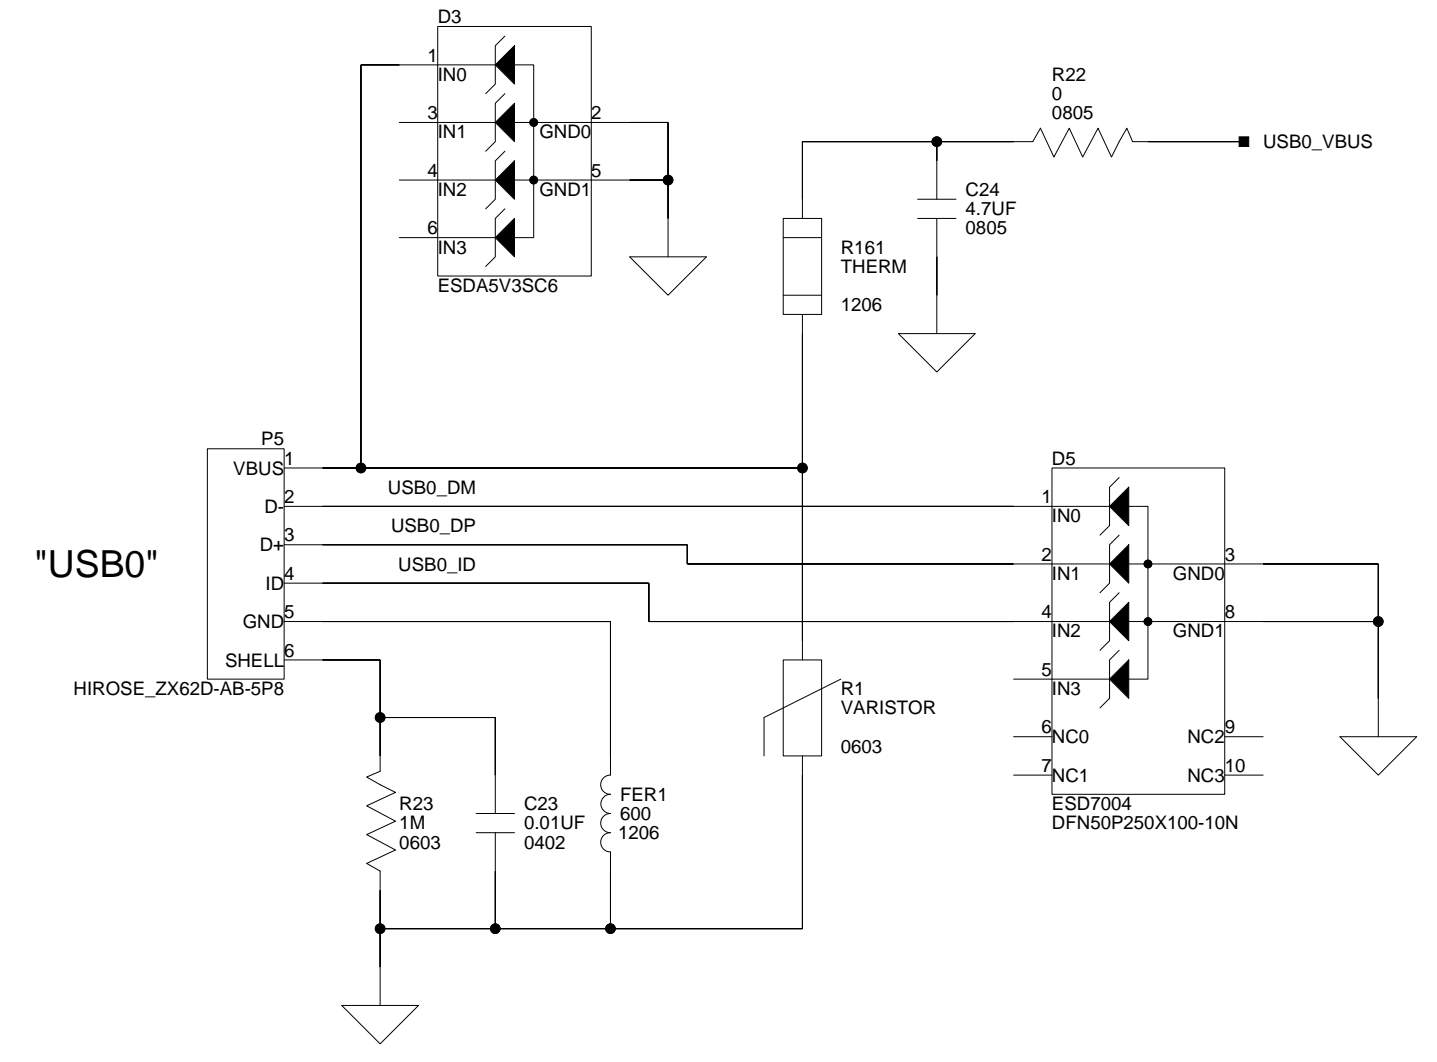 D3
1
IN0
3
IN1
4
IN2
6
IN3
2
GND0
5
GND1
ESDA5V3SC6
R22
0
0805
USB0_VBUS
C24
4.7UF
0805
R161
THERM
1206
"USB0"
P5
VBUS
1
D-
2
D+
3
ID
4
GND
5
SHELL
6
HIROSE_ZX62D-AB-5P8
USB0_DM
USB0_DP
USB0_ID
D5
1
IN0
2
IN1
4
IN2
5
IN3
6
NC0
7
NC1
3
GND0
8
GND1
9
NC2
10
NC3
ESD7004
DFN50P250X100-10N
R1
VARISTOR
0603
R23
1M
0603
C23
0.01UF
0402
FER1
600
1206